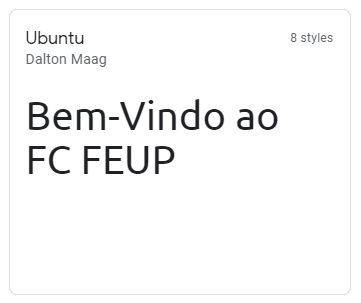 Ubuntu
8 styles
Dalton Maag
Bem-Vindo ao
FC FEUP